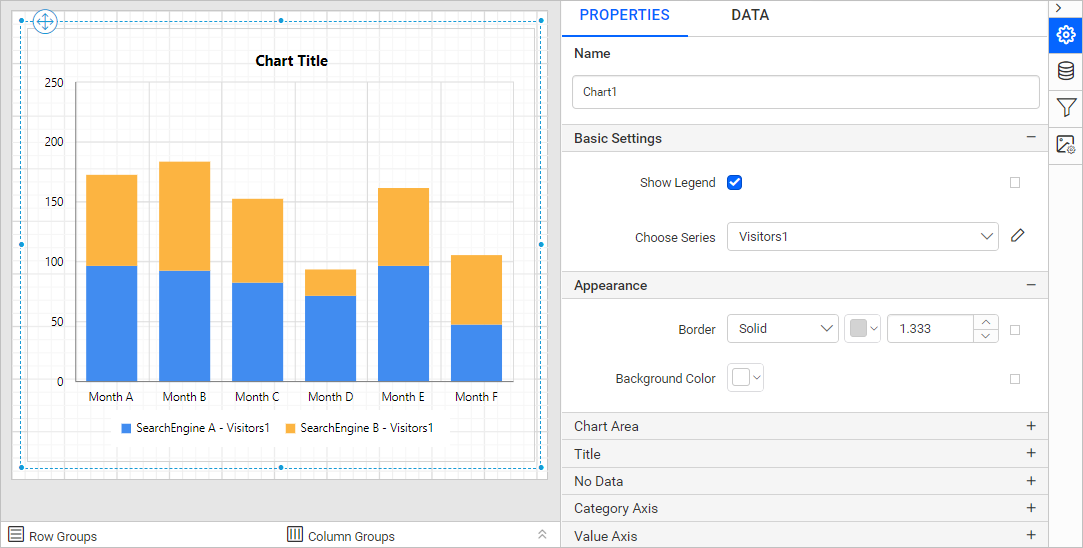 Chart Title
250
200
150
100
50
0
Month A Month B Month C Month D Month E Month F
SearchEngine A - Visitors1 SearchEngine B - Visitors1
Row Groups Column Groups
PROPERTIES DATA
Name
Chart1
Basic Settings
Show Legend
Choose Series Visitors1
Appearance
Border Solid 1.333
Background Color
Chart Area
Title
No Data
Category Axis
Value Axis